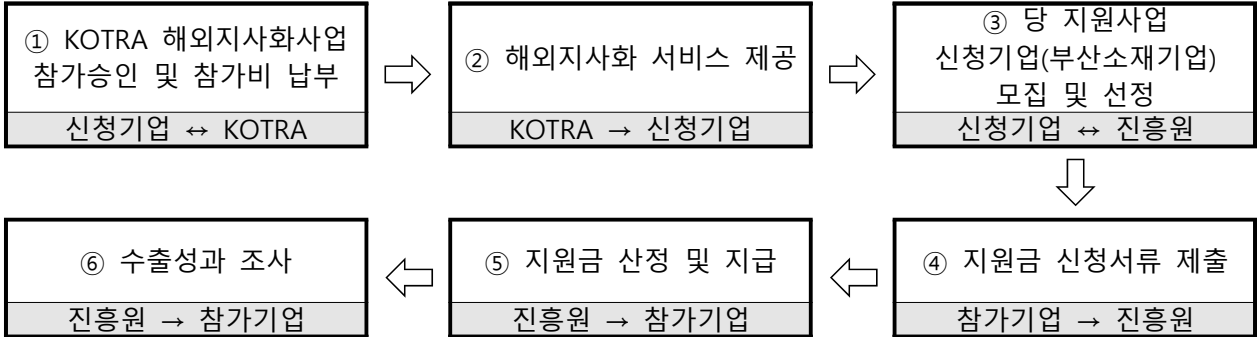 ① KOTRA 해외지사화사업
참가승인 및 참가비 납부
신청기업 ↔ KOTRA
② 해외지사화 서비스 제공
KOTRA → 신청기업
③ 당 지원사업
신청기업(부산소재기업)
모집 및 선정
신청기업 ↔ 진흥원
④ 지원금 신청서류 제출
참가기업 → 진흥원
⑤ 지원금 산정 및 지급
진흥원 → 참가기업
⑥ 수출성과 조사
진흥원 → 참가기업